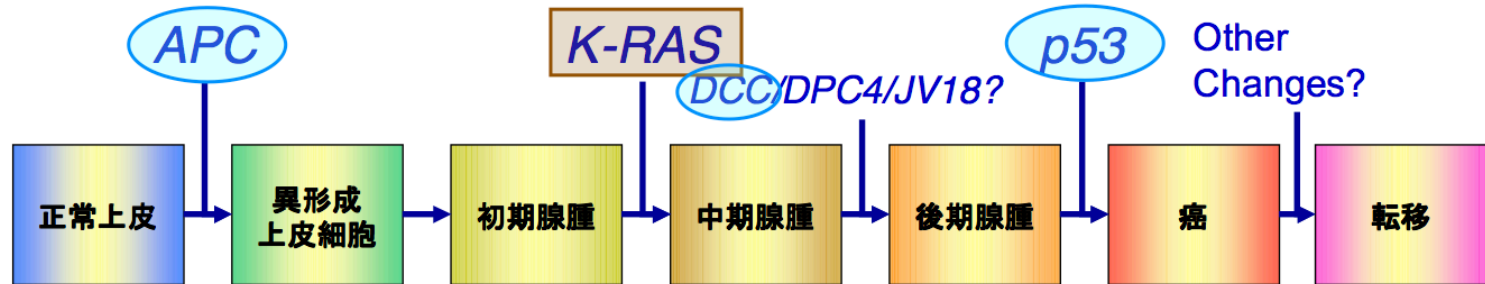 APC
K-RAS
DCC/DPC4/JV18?
p53
Other
Changes?
正常上皮
異形成
上皮細胞
初期腺腫
中期腺腫
後期腺腫
癌
転移